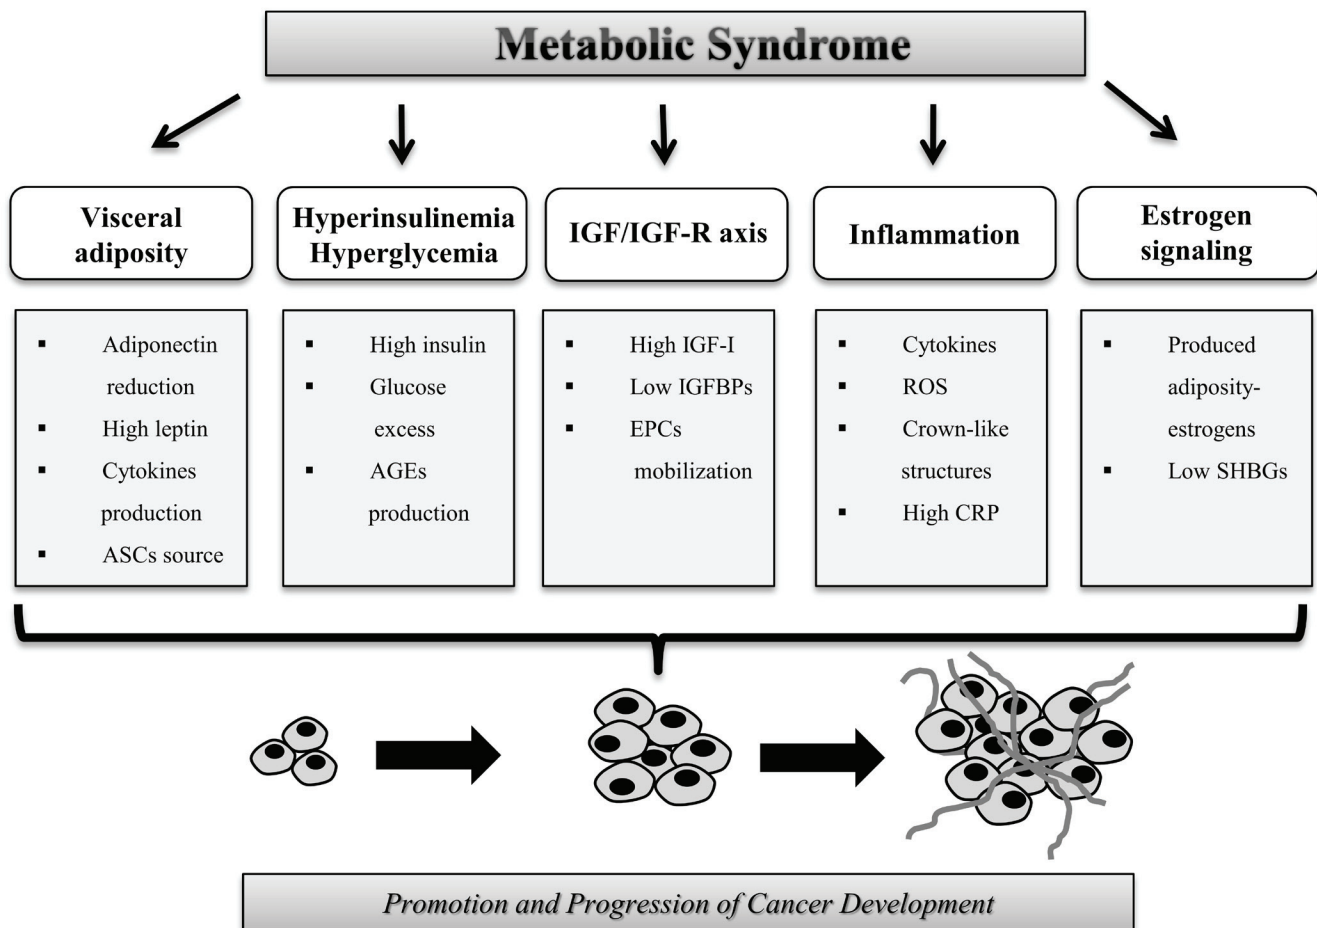 Metabolic Syndrome
Visceral
adiposity
Hyperinsulinemia
Hyperglycemia
IGF/IGF-R axis
Inflammation
Estrogen
signaling
▪ Adiponectin
reduction
▪ High leptin
▪ Cytokines
production
▪ ASCs source
▪ High insulin
▪ Glucose
excess
▪ AGEs
production
▪ High IGF-I
▪ Low IGFBPs
▪ EPCs
mobilization
▪ Cytokines
▪ ROS
▪ Crown-like
structures
▪ High CRP
▪ Produced
adiposity-
estrogens
▪ Low SHBGs
Promotion and Progression of Cancer Development